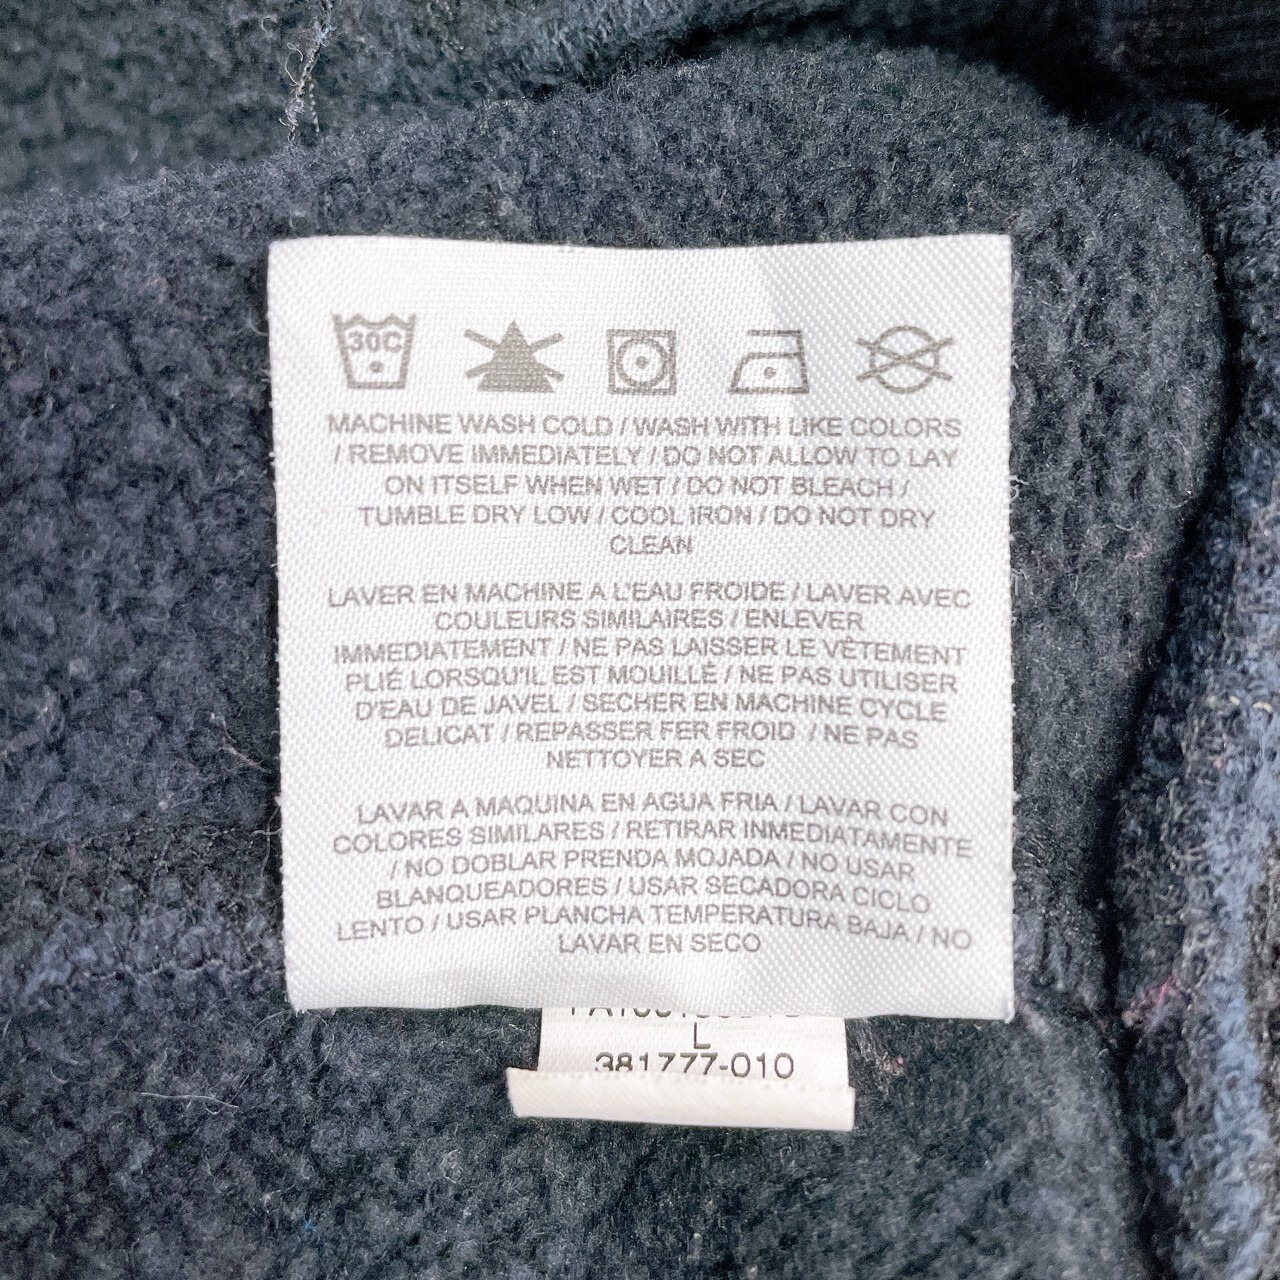 30C
MACHINE WASH COLD / WASH WITH LIKE COLORS
/ REMOVE IMMEDIATELY / DO NOT ALLOW TO LAY
ON ITSELF WHEN WET / DO NOT BLEACH /
TUMBLE DRY LOW / COOL IRON / DO NOT DRY
CLEAN
LAVER EN MACHINE A L'EAU FROIDE / LAVER AVEC
COULEURS SIMILAIRES / ENLEVER
IMMEDIATEMENT / NE PAS LAISSER LE VÊTEMENT
PLIÉ LORSQU'IL EST MOUILLÉ / NE PAS UTILISER
D'EAU DE JAVEL / SECHER EN MACHINE CYCLE
DELICAT / REPASSER FER FROID / NE PAS
NETTOYER A SEC
LAVAR A MAQUINA EN AGUA FRIA / LAVAR CON
COLORES SIMILARES / RETIRAR INMEDIATAMENTE
/ NO DOBLAR PRENDA MOJADA / NO USAR
BLANQUEADORES / USAR SECADORA CICLO
LENTO / USAR PLANCHA TEMPERATURA BAJA / NO
LAVAR EN SECO
L
381777-010